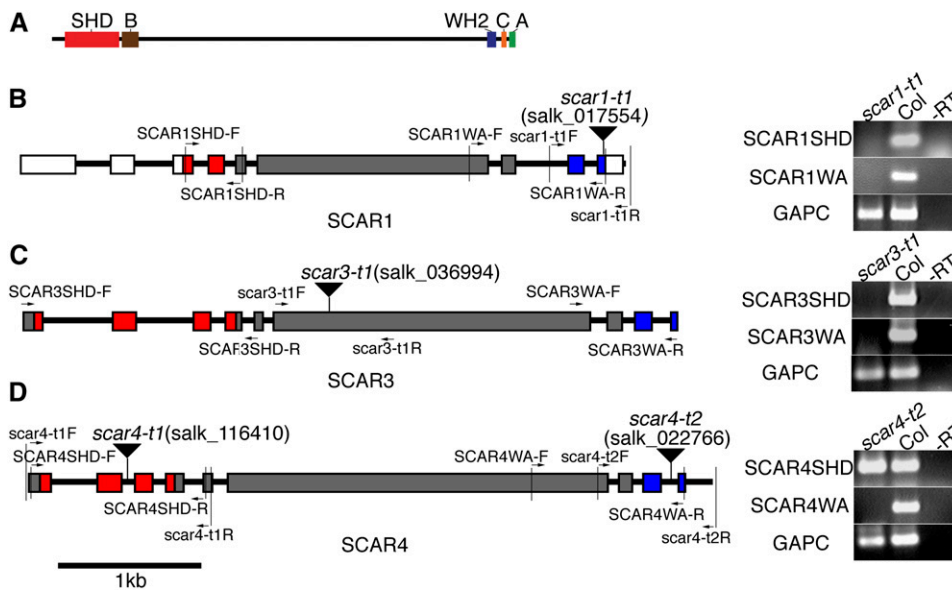 A
SHD B WH2 C A
B
scar1-t1
(salk_017554)
SCAR1SHD-F
SCAR1WA-F
scar1-t1F
SCAR1SHD-R
SCAR1WA-R
scar1-t1R
SCAR1
scar1-t1 Col -RT
SCAR1SHD
SCAR1WA
GAPC
C
scar3-t1(salk_036994)
SCAR3SHD-F
scar3-t1F
SCAR3WA-F
SCAR3SHD-R
scar3-t1R
SCAR3WA-R
SCAR3
scar3-t1 Col -RT
SCAR3SHD
SCAR3WA
GAPC
D
scar4-t1F
scar4-t1(salk_116410)
scar4-t2
(salk_022766)
SCAR4SHD-F
SCAR4WA-F
scar4-t2F
SCAR4SHD-R
SCAR4WA-R
scar4-t1R
scar4-t2R
SCAR4
1kb
scar4-t2 Col -RT
SCAR4SHD
SCAR4WA
GAPC